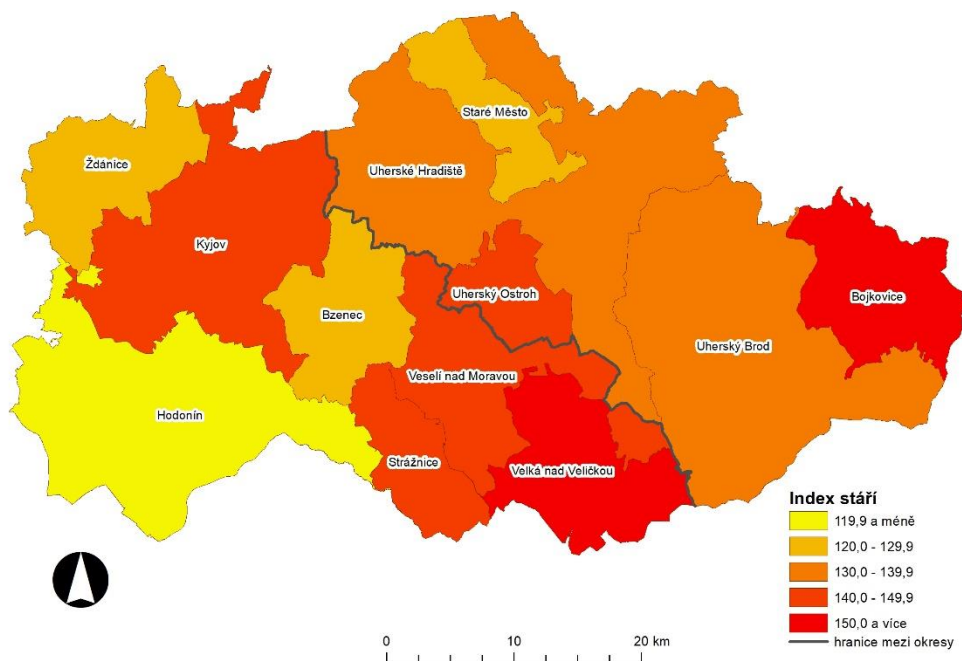 Staré Město
Ždánice
Uherské Hradiště
Kyjov
Uherský Ostroh
Bojkovice
Bzenec
Uherský Brod
Veselí nad Moravou
Hodonín
Strážnice
Velká nad Veličkou
Index stáří
119,9 a méně
120,0 - 129,9
130,0 - 139,9
140,0 - 149,9
150,0 a více
hranice mezi okresy
0 10 20 km